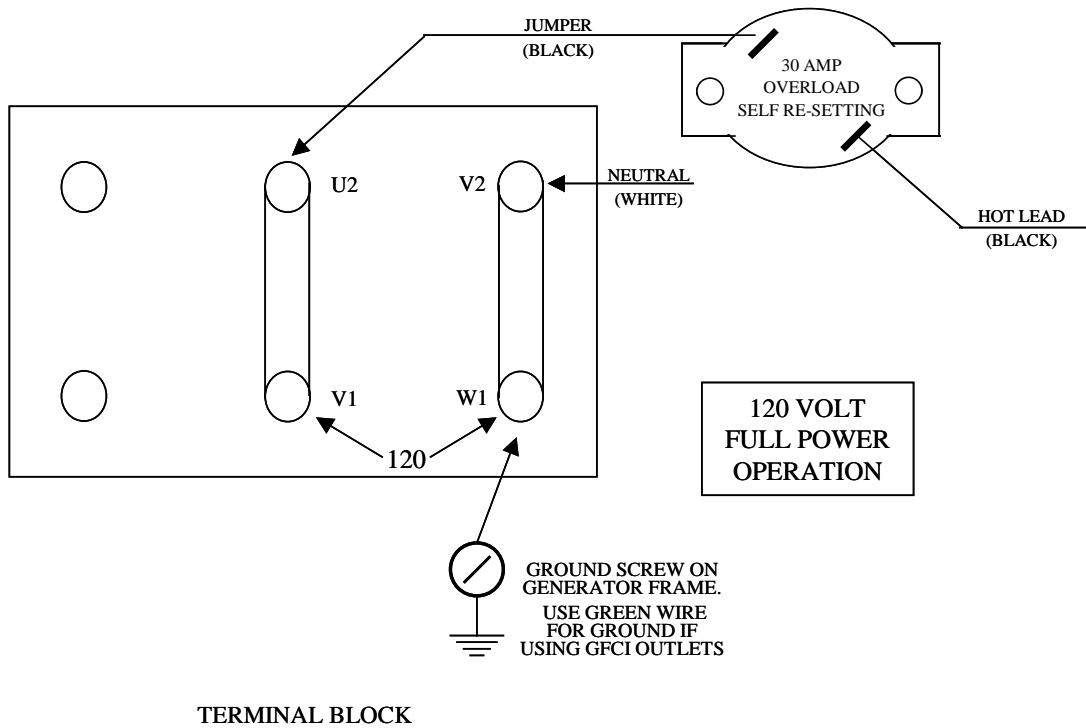 JUMPER
(BLACK)
30 AMP
OVERLOAD
SELF RE-SETTING
U2
V2
NEUTRAL
(WHITE)
HOT LEAD
(BLACK)
V1
W1
120
120 VOLT
FULL POWER
OPERATION
GROUND SCREW ON
GENERATOR FRAME.
USE GREEN WIRE
FOR GROUND IF
USING GFCI OUTLETS
TERMINAL BLOCK